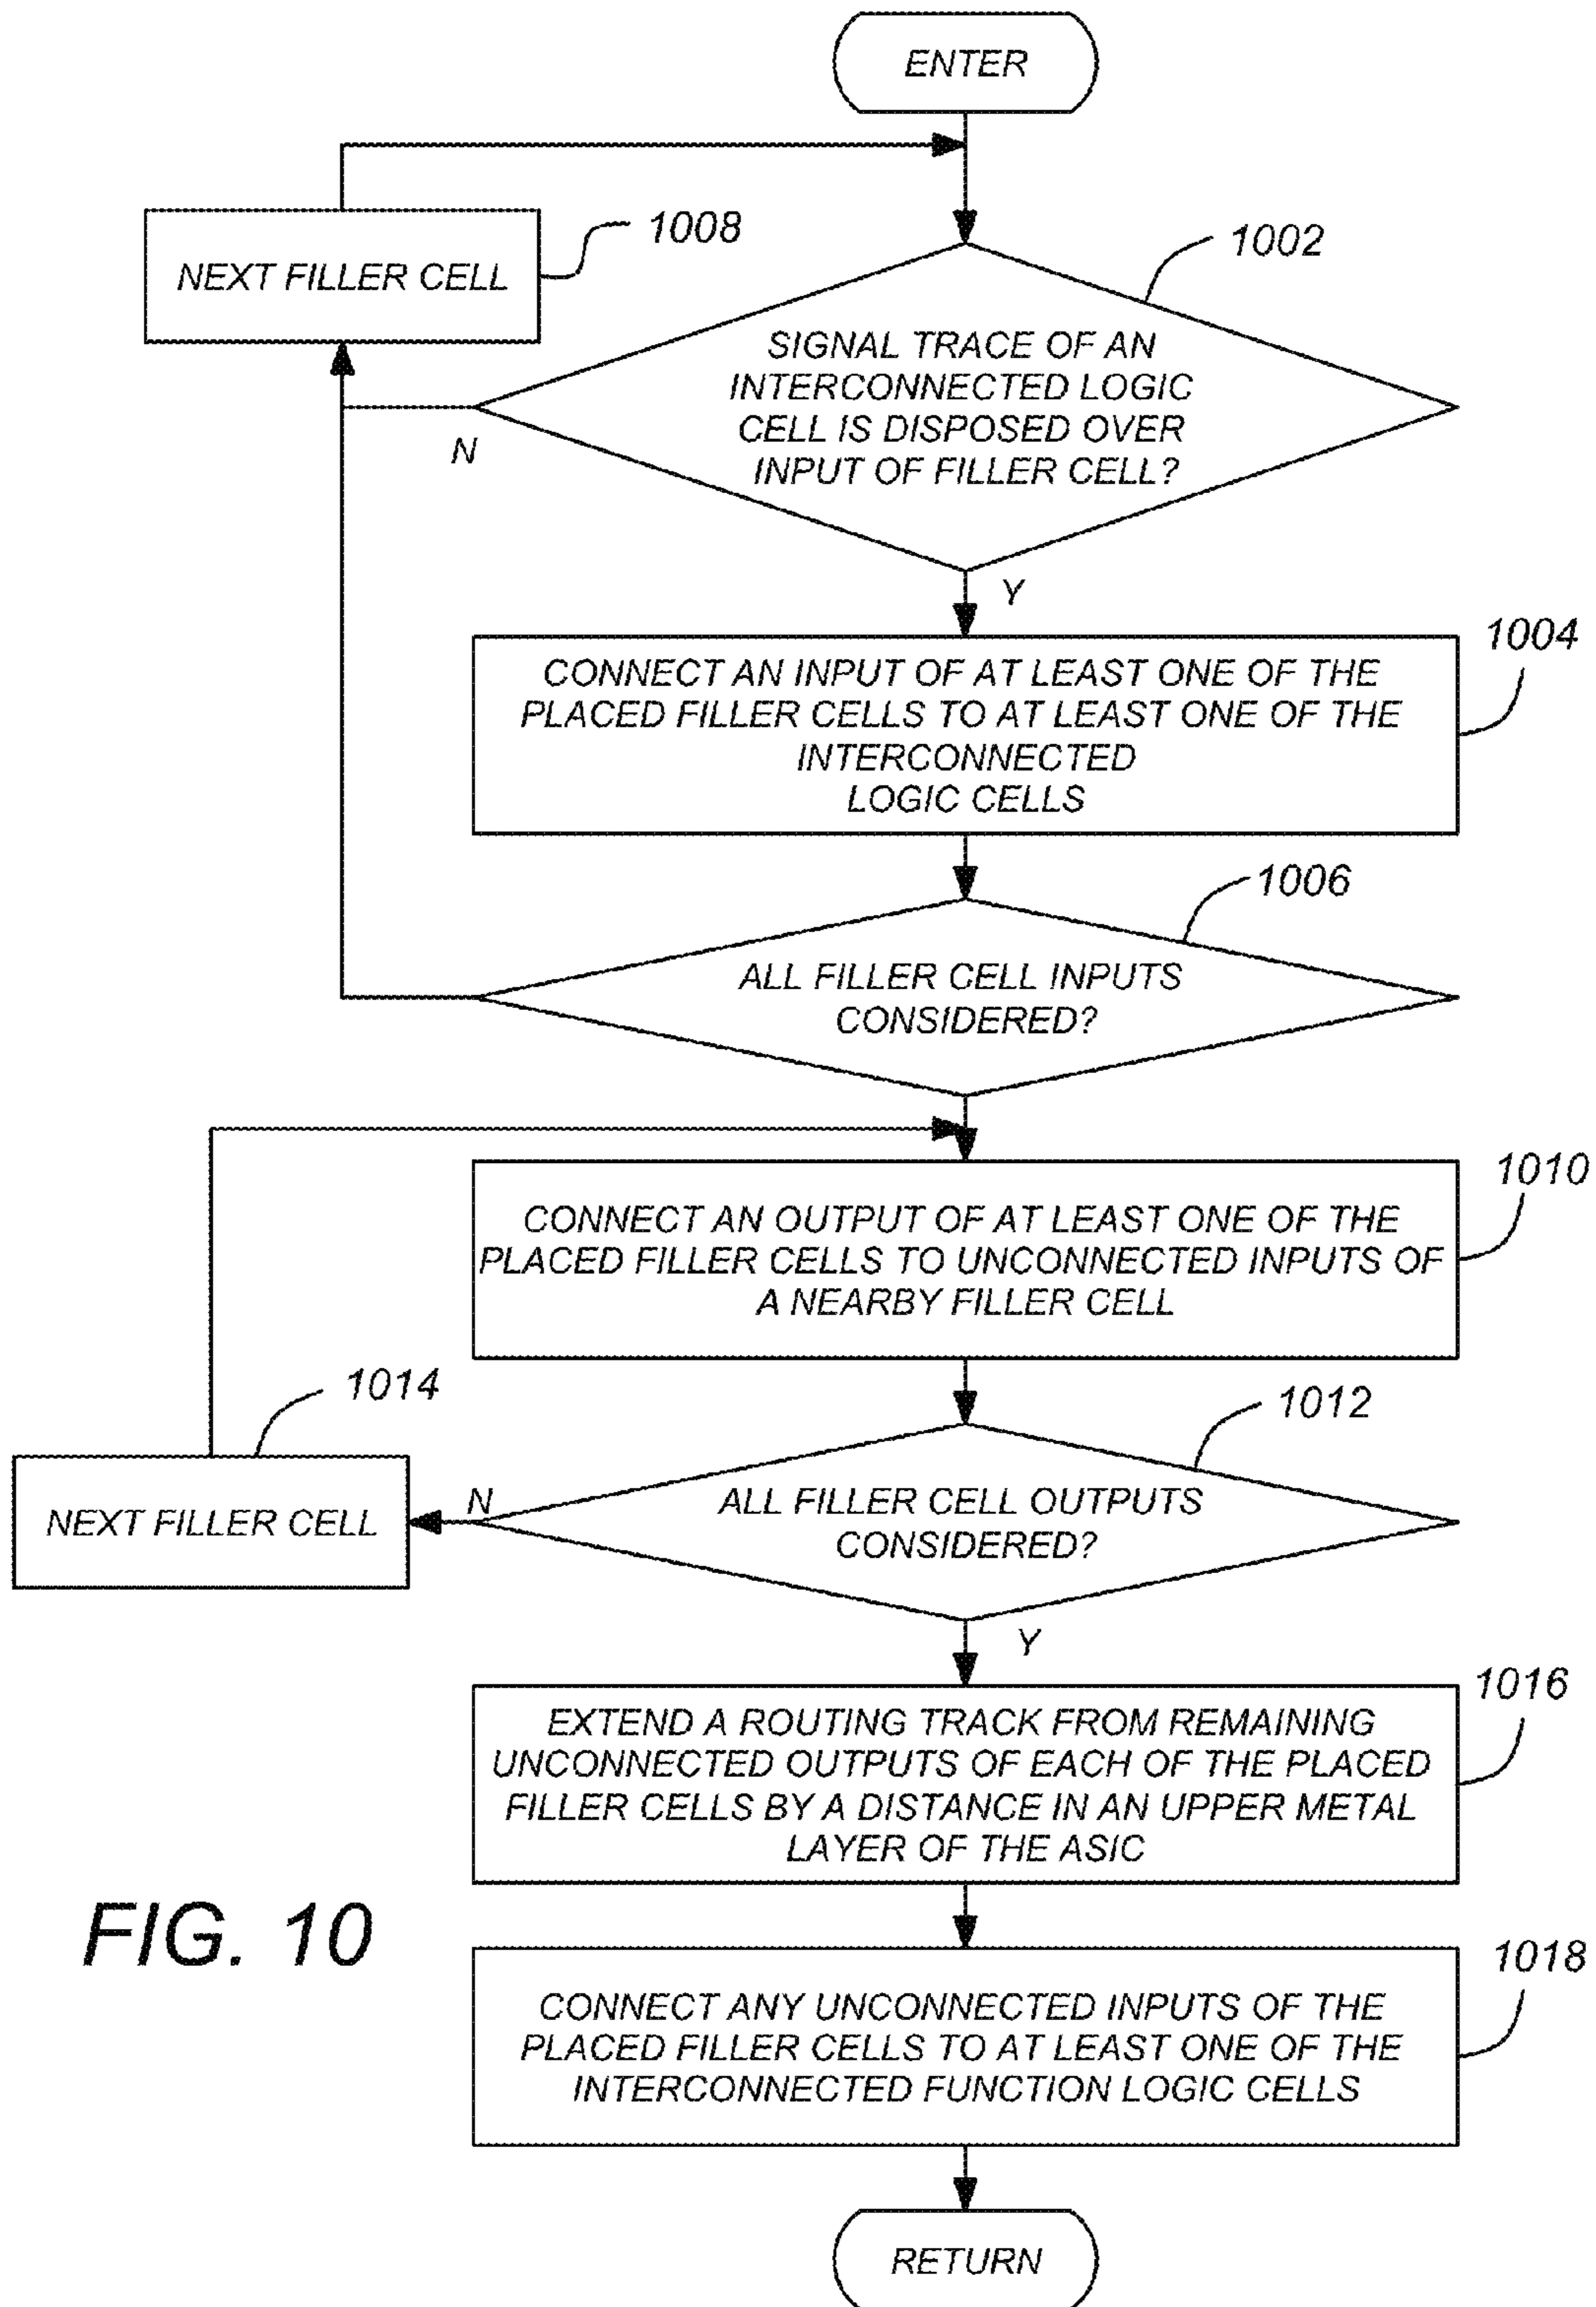 ENTER
1008
NEXT FILLER CELL
1002
SIGNAL TRACE OF AN
INTERCONNECTED LOGIC
CELL IS DISPOSED OVER
INPUT OF FILLER CELL?
N
Y
1004
CONNECT AN INPUT OF AT LEAST ONE OF THE
PLACED FILLER CELLS TO AT LEAST ONE OF THE
INTERCONNECTED
LOGIC CELLS
1006
ALL FILLER CELL INPUTS
CONSIDERED?
1010
CONNECT AN OUTPUT OF AT LEAST ONE OF THE
PLACED FILLER CELLS TO UNCONNECTED INPUTS OF
A NEARBY FILLER CELL
1014
NEXT FILLER CELL
1012
N
ALL FILLER CELL OUTPUTS
CONSIDERED?
Y
1016
EXTEND A ROUTING TRACK FROM REMAINING
UNCONNECTED OUTPUTS OF EACH OF THE PLACED
FILLER CELLS BY A DISTANCE IN AN UPPER METAL
LAYER OF THE ASIC
FIG. 10
1018
CONNECT ANY UNCONNECTED INPUTS OF THE
PLACED FILLER CELLS TO AT LEAST ONE OF THE
INTERCONNECTED FUNCTION LOGIC CELLS
RETURN